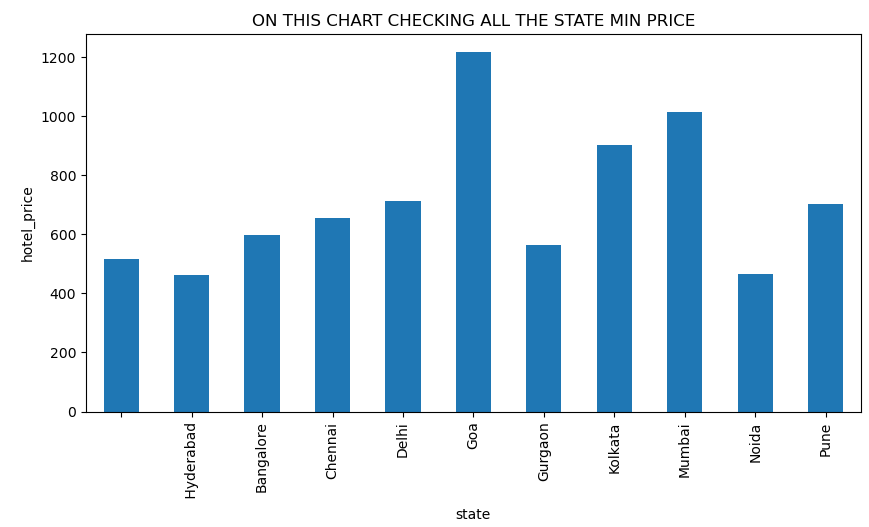 ON THIS CHART CHECKING ALL THE STATE MIN PRICE
hotel_price
1200
1000
800
600
400
200
0
Hyderabad
Bangalore
Chennai
Delhi
Goa
Gurgaon
Kolkata
Mumbai
Noida
Pune
state